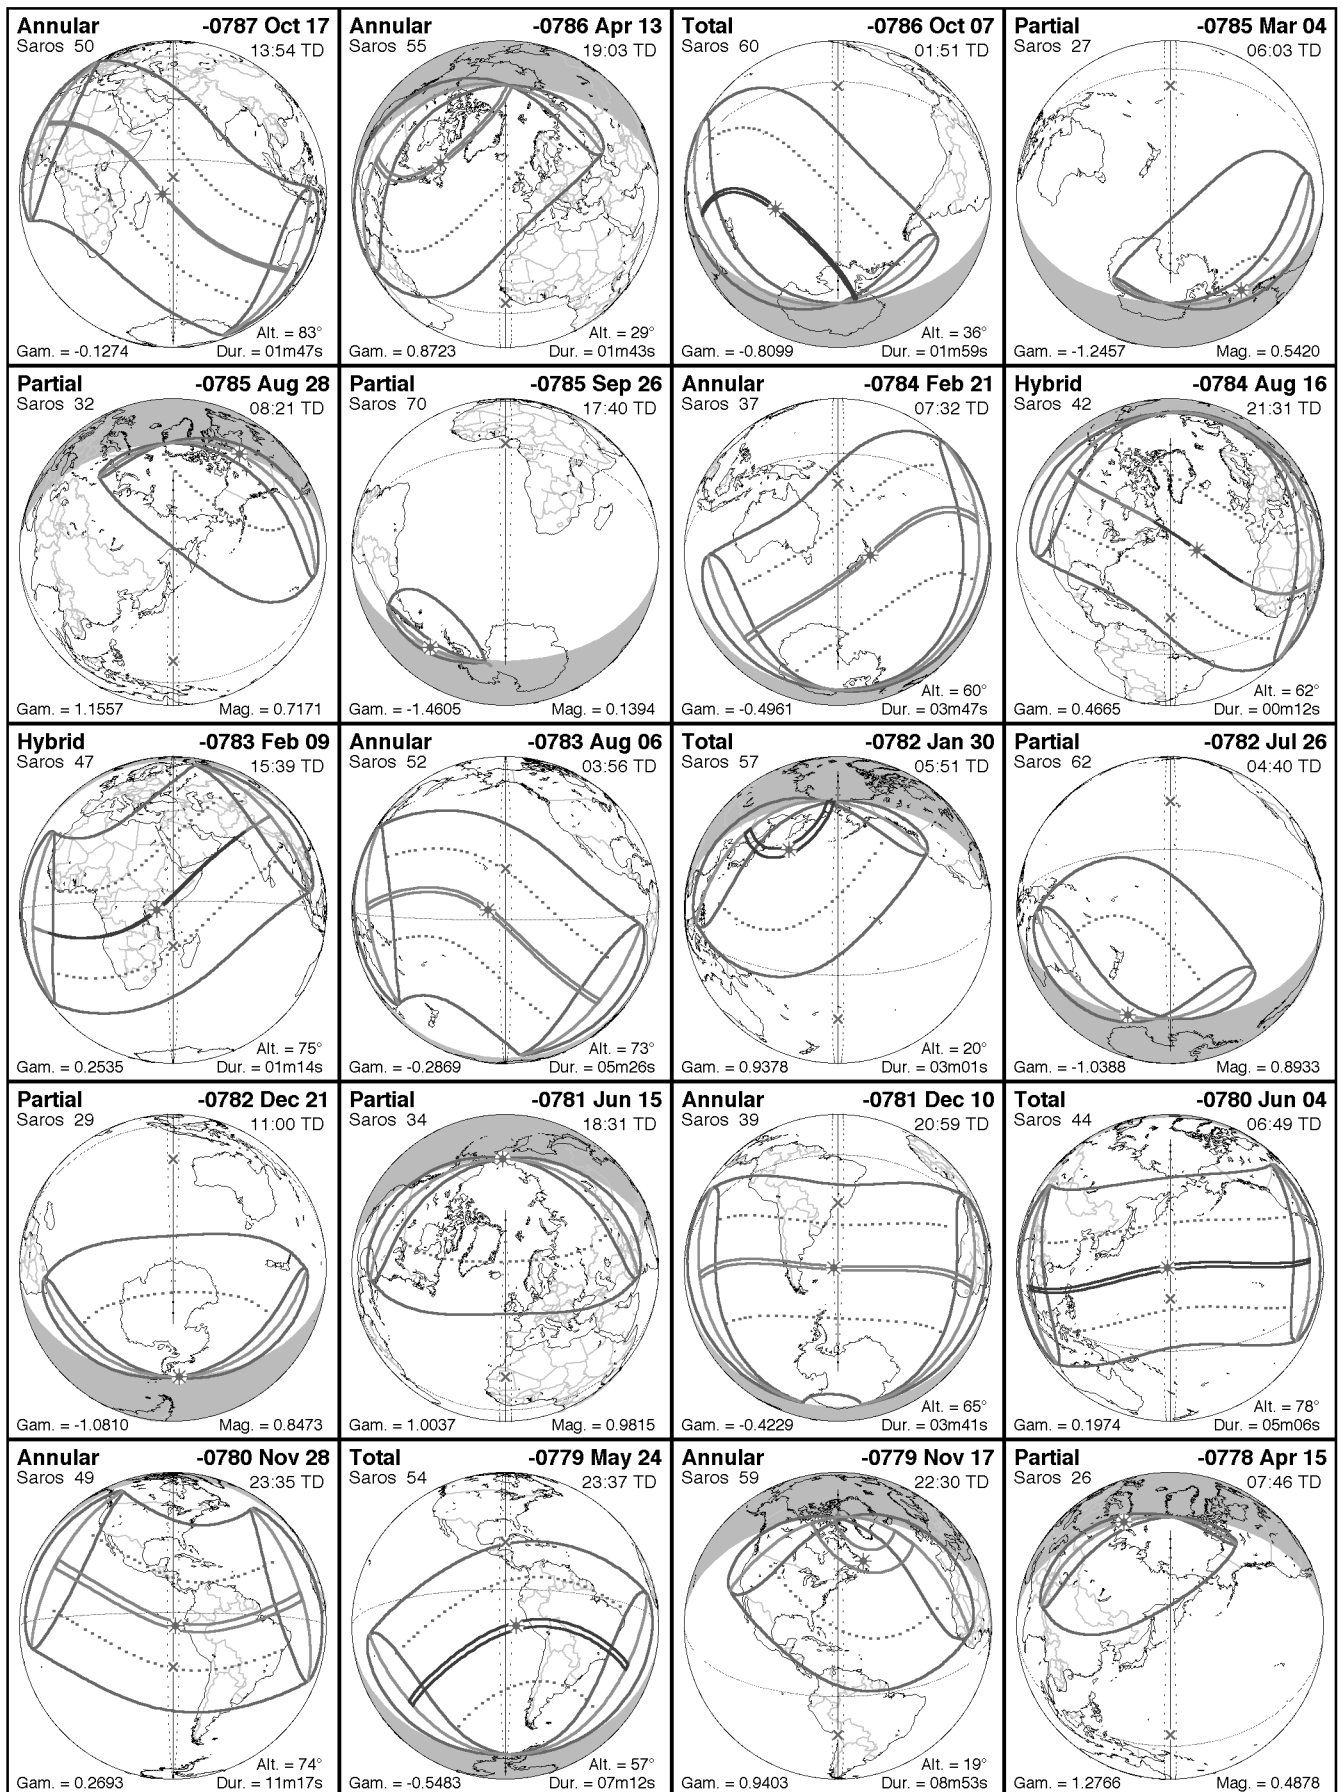 Annular -0787 Oct 17
Saros 50 13:54 TD
Alt. = 83°
Gam. = -0.1274 Dur. = 01m47s
Annular -0786 Apr 13
Saros 55 19:03 TD
Alt. = 29°
Gam. = 0.8723 Dur. = 01m43s
Total -0786 Oct 07
Saros 60 01:51 TD
Alt. = 36°
Gam. = -0.8099 Dur. = 01m59s
Partial -0785 Mar 04
Saros 27 06:03 TD
Gam. = -1.2457 Mag. = 0.5420
Partial -0785 Aug 28
Saros 32 08:21 TD
Gam. = 1.1557 Mag. = 0.7171
Partial -0785 Sep 26
Saros 70 17:40 TD
Gam. = -1.4605 Mag. = 0.1394
Annular -0784 Feb 21
Saros 37 07:32 TD
Alt. = 60°
Gam. = -0.4961 Dur. = 03m47s
Hybrid -0784 Aug 16
Saros 42 21:31 TD
Alt. = 62°
Gam. = 0.4665 Dur. = 00m12s
Hybrid -0783 Feb 09
Saros 47 15:39 TD
Alt. = 75°
Gam. = 0.2535 Dur. = 01m14s
Annular -0783 Aug 06
Saros 52 03:56 TD
Alt. = 73°
Gam. = -0.2869 Dur. = 05m26s
Total -0782 Jan 30
Saros 57 05:51 TD
Alt. = 20°
Gam. = 0.9378 Dur. = 03m01s
Partial -0782 Jul 26
Saros 62 04:40 TD
Gam. = -1.0388 Mag. = 0.8933
Partial -0782 Dec 21
Saros 29 11:00 TD
Gam. = -1.0810 Mag. = 0.8473
Partial -0781 Jun 15
Saros 34 18:31 TD
Gam. = 1.0037 Mag. = 0.9815
Annular -0781 Dec 10
Saros 39 20:59 TD
Alt. = 65°
Gam. = -0.4229 Dur. = 03m41s
Total -0780 Jun 04
Saros 44 06:49 TD
Alt. = 78°
Gam. = 0.1974 Dur. = 05m06s
Annular -0780 Nov 28
Saros 49 23:35 TD
Alt. = 74°
Gam. = 0.2693 Dur. = 11m17s
Total -0779 May 24
Saros 54 23:37 TD
Alt. = 57°
Gam. = -0.5483 Dur. = 07m12s
Annular -0779 Nov 17
Saros 59 22:30 TD
Alt. = 19°
Gam. = 0.9403 Dur. = 08m53s
Partial -0778 Apr 15
Saros 26 07:46 TD
Gam. = 1.2766 Mag. = 0.4878